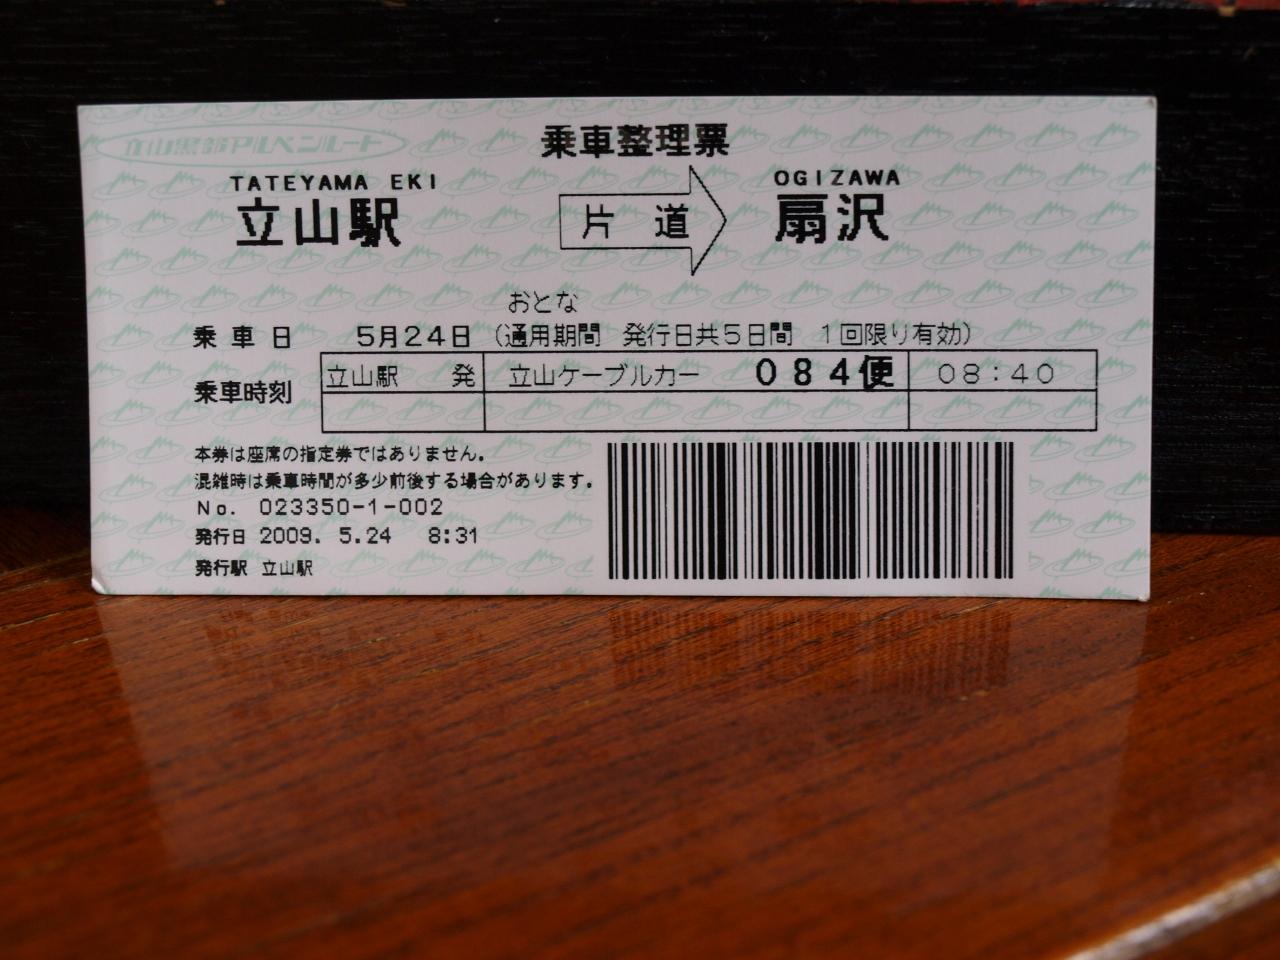 立山黒部アルペンルート
乗車整理票
TATEYAMA EKI
OGIZAWA
立山駅 片道 扇沢
おとな
乗車日 5月24日 (通用期間 発行日共5日間 1回限り有効)
乗車時刻 立山駅 発 立山ケーブルカー 084便 08:40
本券は座席の指定券ではありません。
混雑時は乗車時間が多少前後する場合があります。
No. 023350-1-002
発行日 2009. 5.24 8:31
発行駅 立山駅